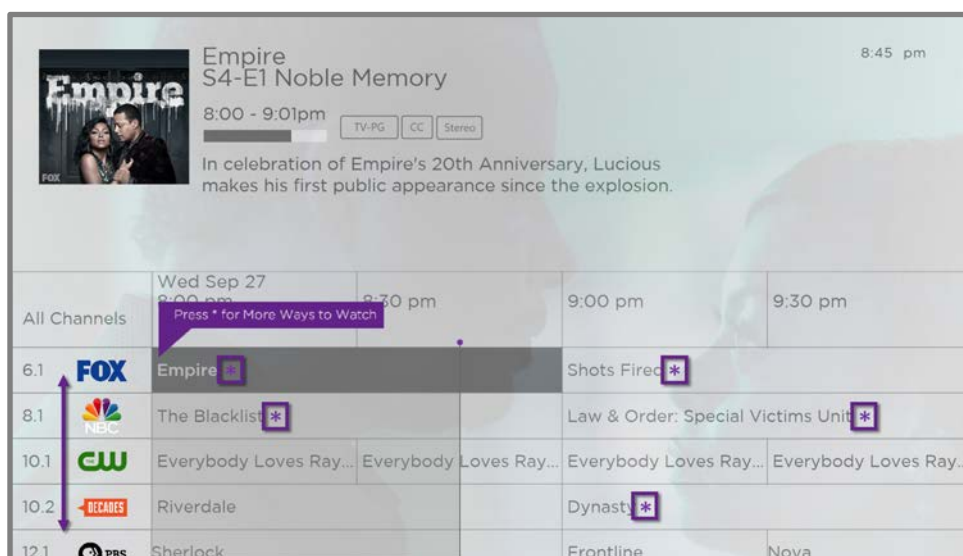 Empire
S4-E1 Noble Memory
8:45 pm
Empire
FOX
8:00 - 9:01pm
TV-PG CC Stereo
In celebration of Empire's 20th Anniversary, Lucious
makes his first public appearance since the explosion.
All Channels
Wed Sep 27
8:00 pm 8:30 pm 9:00 pm 9:30 pm
Press * for More Ways to Watch
6.1 FOX Empire * Shots Fired *
8.1 NBC The Blacklist * Law & Order: Special Victims Unit *
10.1 THE CW Everybody Loves Ray... Everybody Loves Ray... Everybody Loves Ray... Everybody Loves Ray...
10.2 DECADES Riverdale Dynasty *
12.1 PBS Sherlock Frontline Nova